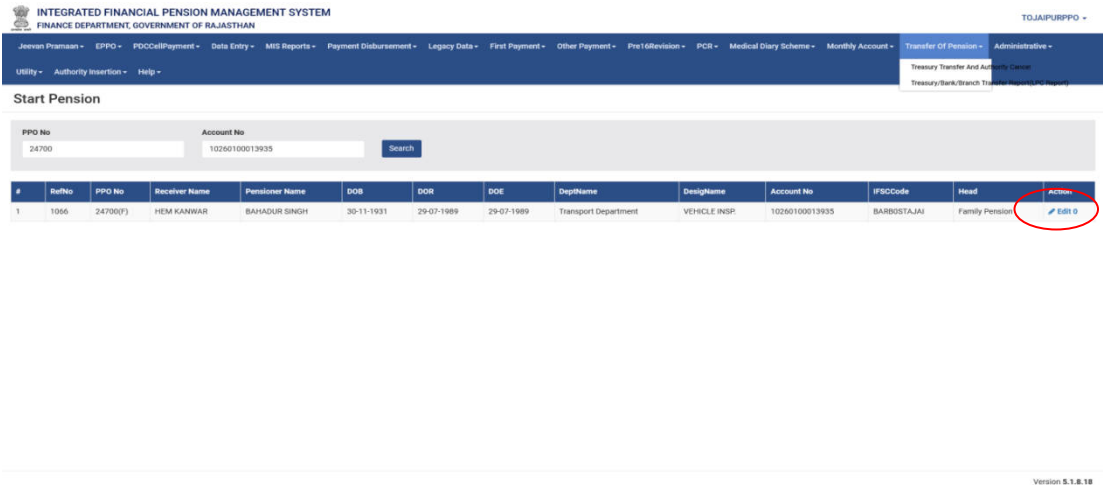 INTEGRATED FINANCIAL PENSION MANAGEMENT SYSTEM
FINANCE DEPARTMENT, GOVERNMENT OF RAJASTHAN
TOJAIPURPPO
Jeevan Pramaan EPPO PDCCellPayment Data Entry MIS Reports Payment Disbursement Legacy Data First Payment Other Payment Pre16Revision PCR Medical Diary Scheme Monthly Account Transfer Of Pension Administrative
Utility Authority Insertion Help
Treasury Transfer And Authority Cancel
Treasury/Bank/Branch Transfer Report(LPC Report)
Start Pension
PPO No Account No
24700 10260100013935 Search
# RefNo PPO No Receiver Name Pensioner Name DOB DOR DOE DeptName DesigName Account No IFSCCode Head Action
1 1066 24700(F) HEM KANWAR BAHADUR SINGH 30-11-1931 29-07-1989 29-07-1989 Transport Department VEHICLE INSP. 10260100013935 BARB0STAJAI Family Pension Edit 0
Version 5.1.8.18